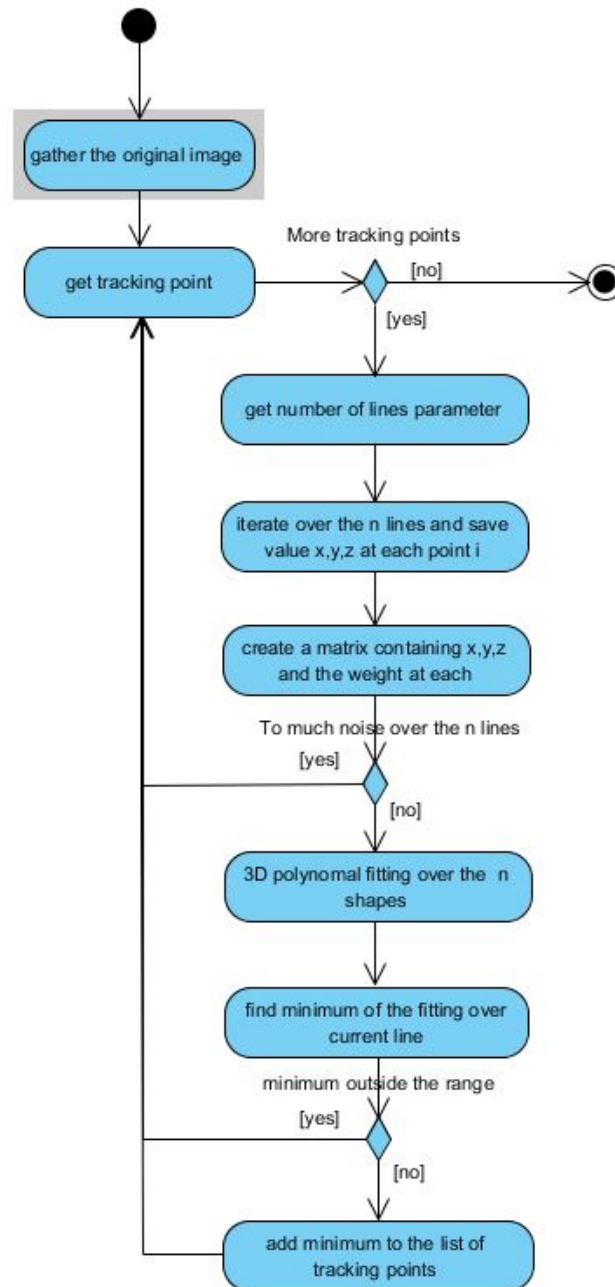 gather the original image
get tracking point
More tracking points
[no]
[yes]
get number of lines parameter
iterate over the n lines and save
value x,y,z at each point i
create a matrix containing x,y,z
and the weight at each
To much noise over the n lines
[yes]
[no]
3D polynomal fitting over the n
shapes
find minimum of the fitting over
current line
minimum outside the range
[yes]
[no]
add minimum to the list of
tracking points